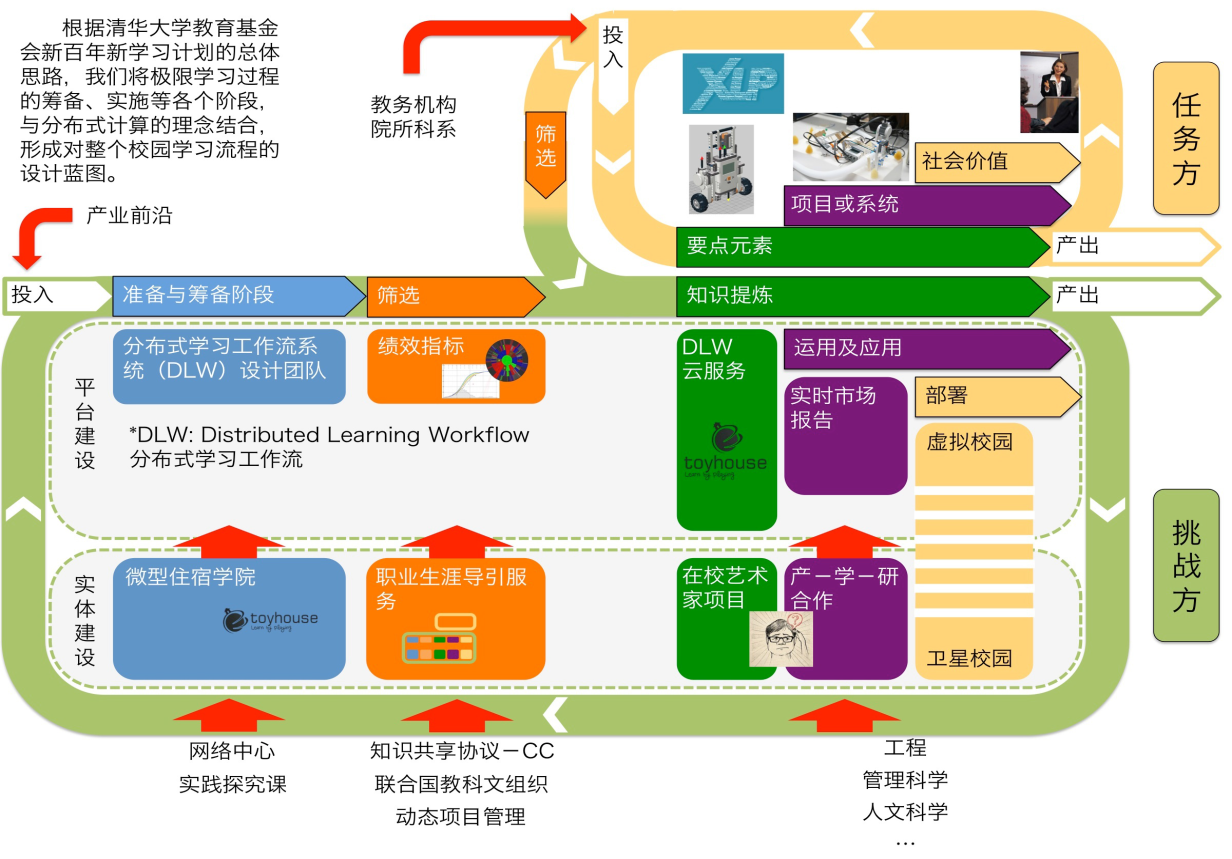 根据清华大学教育基金
会新百年新学习计划的总体
思路，我们将极限学习过程
的筹备、实施等各个阶段，
与分布式计算的理念结合，
形成对整个校园学习流程的
设计蓝图。
产业前沿
投入
教务机构
院所科系
投
入
筛
选
XLP
社会价值
项目或系统
要点元素
产出
任
务
方
准备与筹备阶段
筛选
知识提炼
产出
平
台
建
设
分布式学习工作流系
统（DLW）设计团队
绩效指标
*DLW: Distributed Learning Workflow
分布式学习工作流
DLW
云服务
toyhouse
Learn by playing
运用及应用
实时市场
报告
部署
虚拟校园
挑
战
方
实
体
建
设
微型住宿学院
toyhouse
Learn by playing
职业生涯导引服
务
在校艺术
家项目
产－学－研
合作
?
卫星校园
网络中心
实践探究课
知识共享协议－CC
联合国教科文组织
动态项目管理
工程
管理科学
人文科学
...